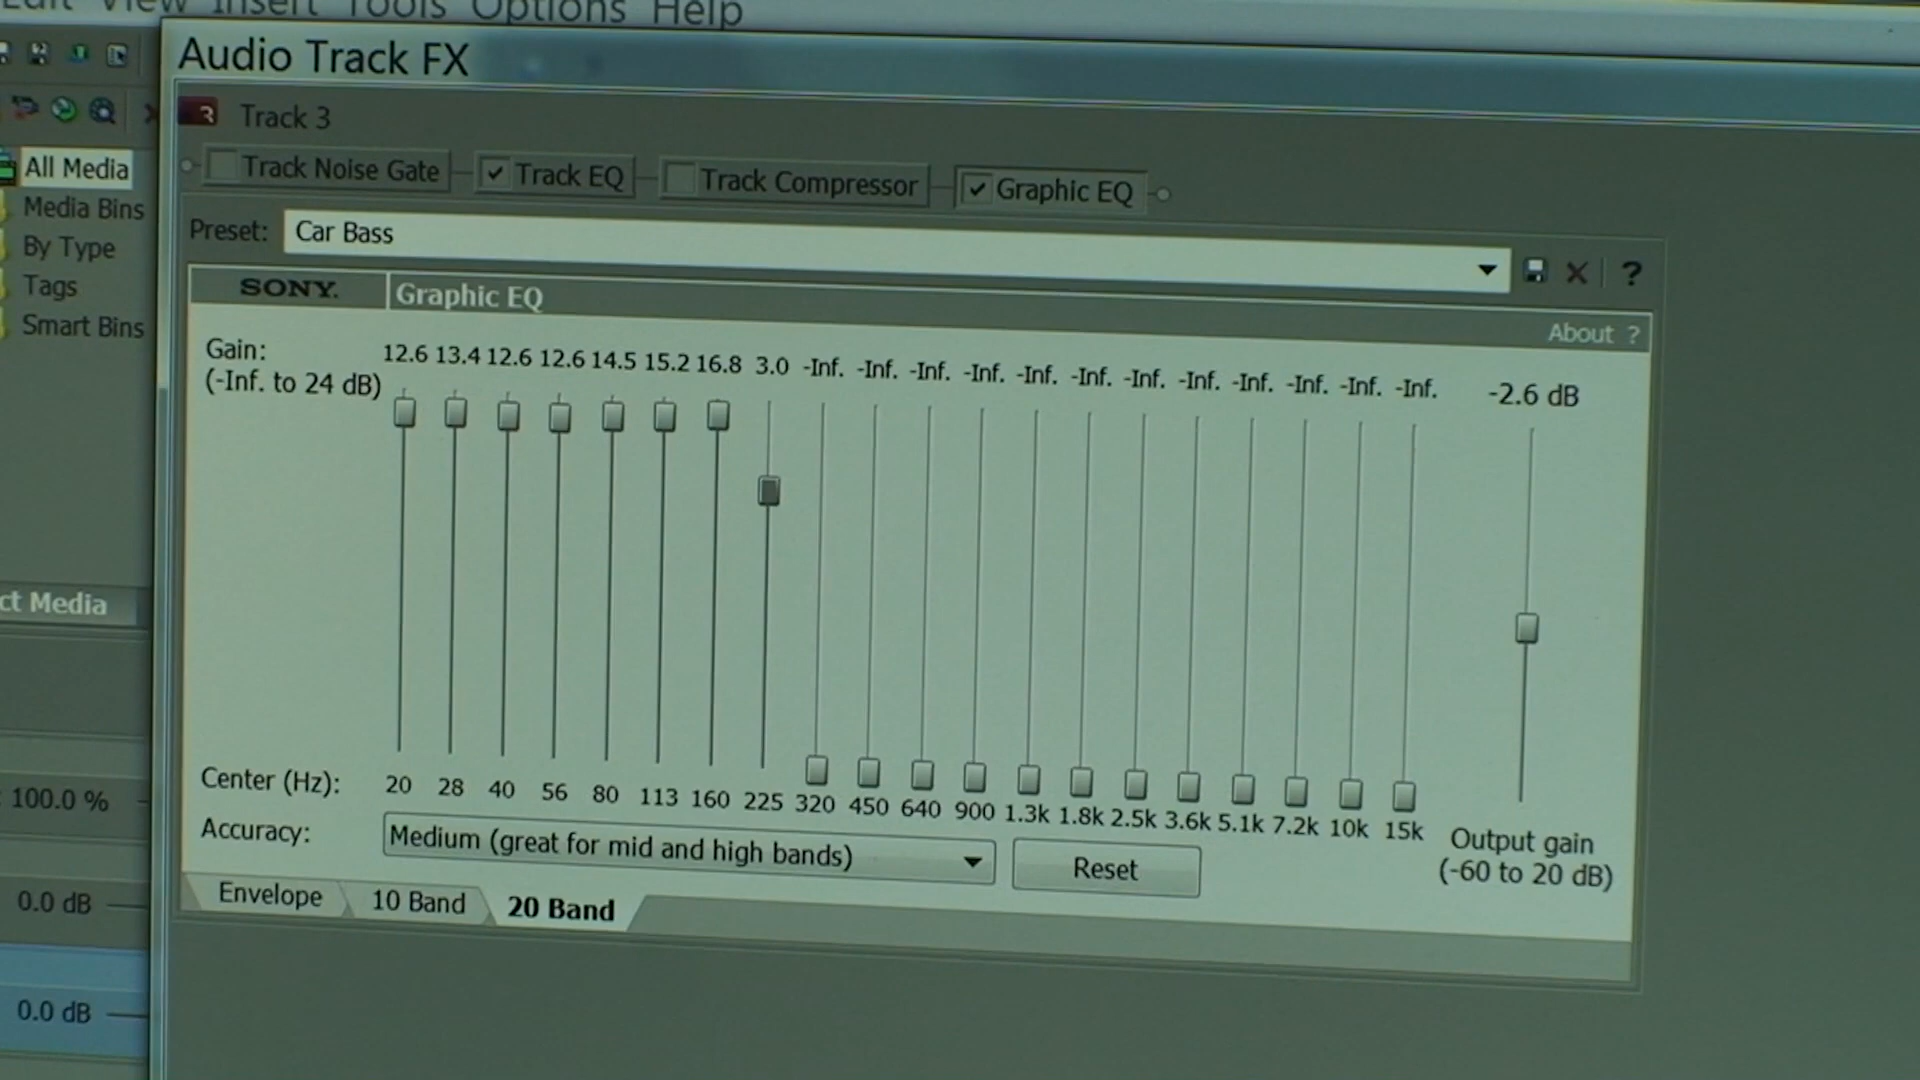 Edit View Insert Tools Options Help
Audio Track FX
Track 3
Track Noise Gate Track EQ Track Compressor Graphic EQ
All Media
Media Bins
By Type
Tags
Smart Bins
Preset: Car Bass
?
SONY. Graphic EQ
About ?
Gain: 12.6 13.4 12.6 12.6 14.5 15.2 16.8 3.0 -Inf. -Inf. -Inf. -Inf. -Inf. -Inf. -Inf. -Inf. -Inf. -Inf. -Inf. -Inf. -2.6 dB
(-Inf. to 24 dB)
ct Media
100.0 %
0.0 dB
0.0 dB
Center (Hz): 20 28 40 56 80 113 160 225 320 450 640 900 1.3k 1.8k 2.5k 3.6k 5.1k 7.2k 10k 15k
Output gain
(-60 to 20 dB)
Accuracy: Medium (great for mid and high bands) Reset
Envelope 10 Band 20 Band